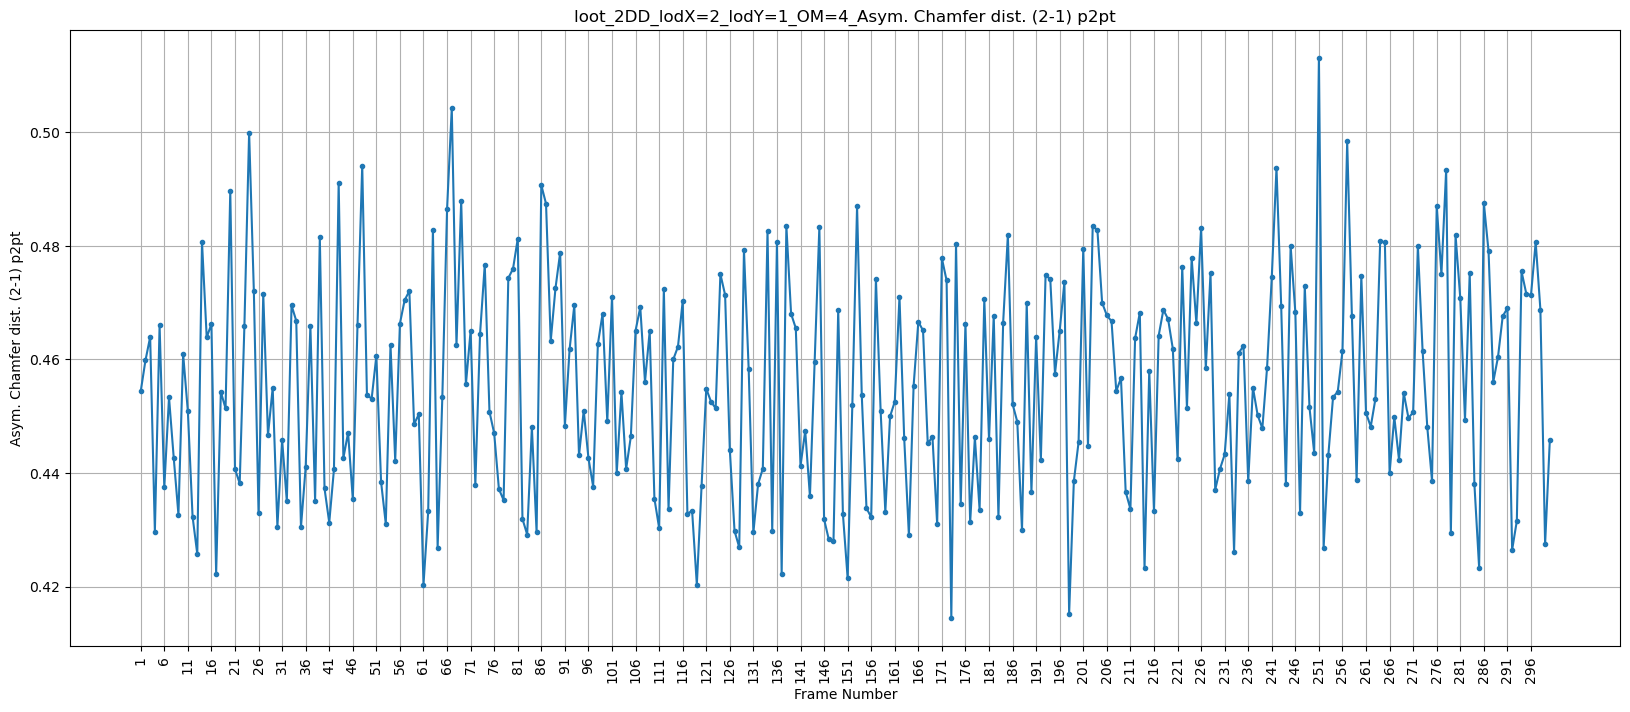 loot_2DD_lodX=2_lodY=1_OM=4_Asym. Chamfer dist. (2-1) p2pt
Asym. Chamfer dist. (2-1) p2pt
0.50
0.48
0.46
0.44
0.42
1 6 11 16 21 26 31 36 41 46 51 56 61 66 71 76 81 86 91 96 101 106 111 116 121 126 131 136 141 146 151 156 161 166 171 176 181 186 191 196 201 206 211 216 221 226 231 236 241 246 251 256 261 266 271 276 281 286 291 296
Frame Number